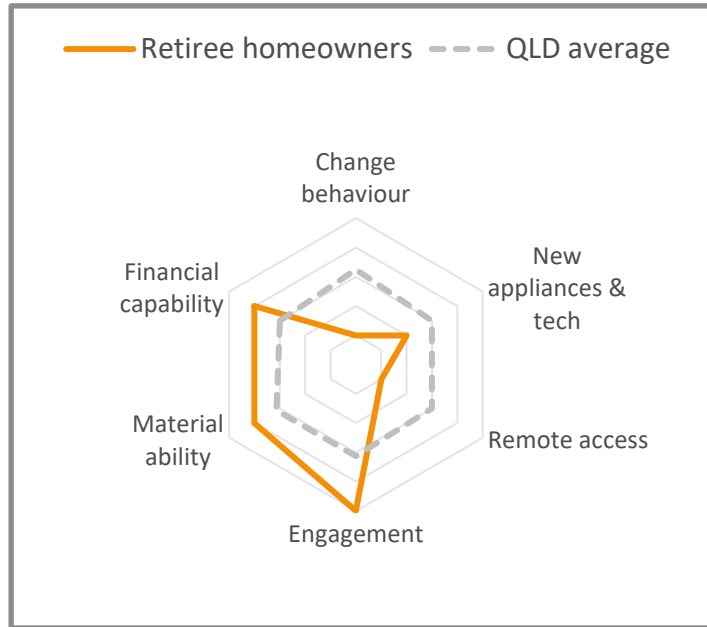 Retiree homeowners
QLD average
Change
behaviour
New
appliances &
tech
Remote access
Engagement
Material
ability
Financial
capability